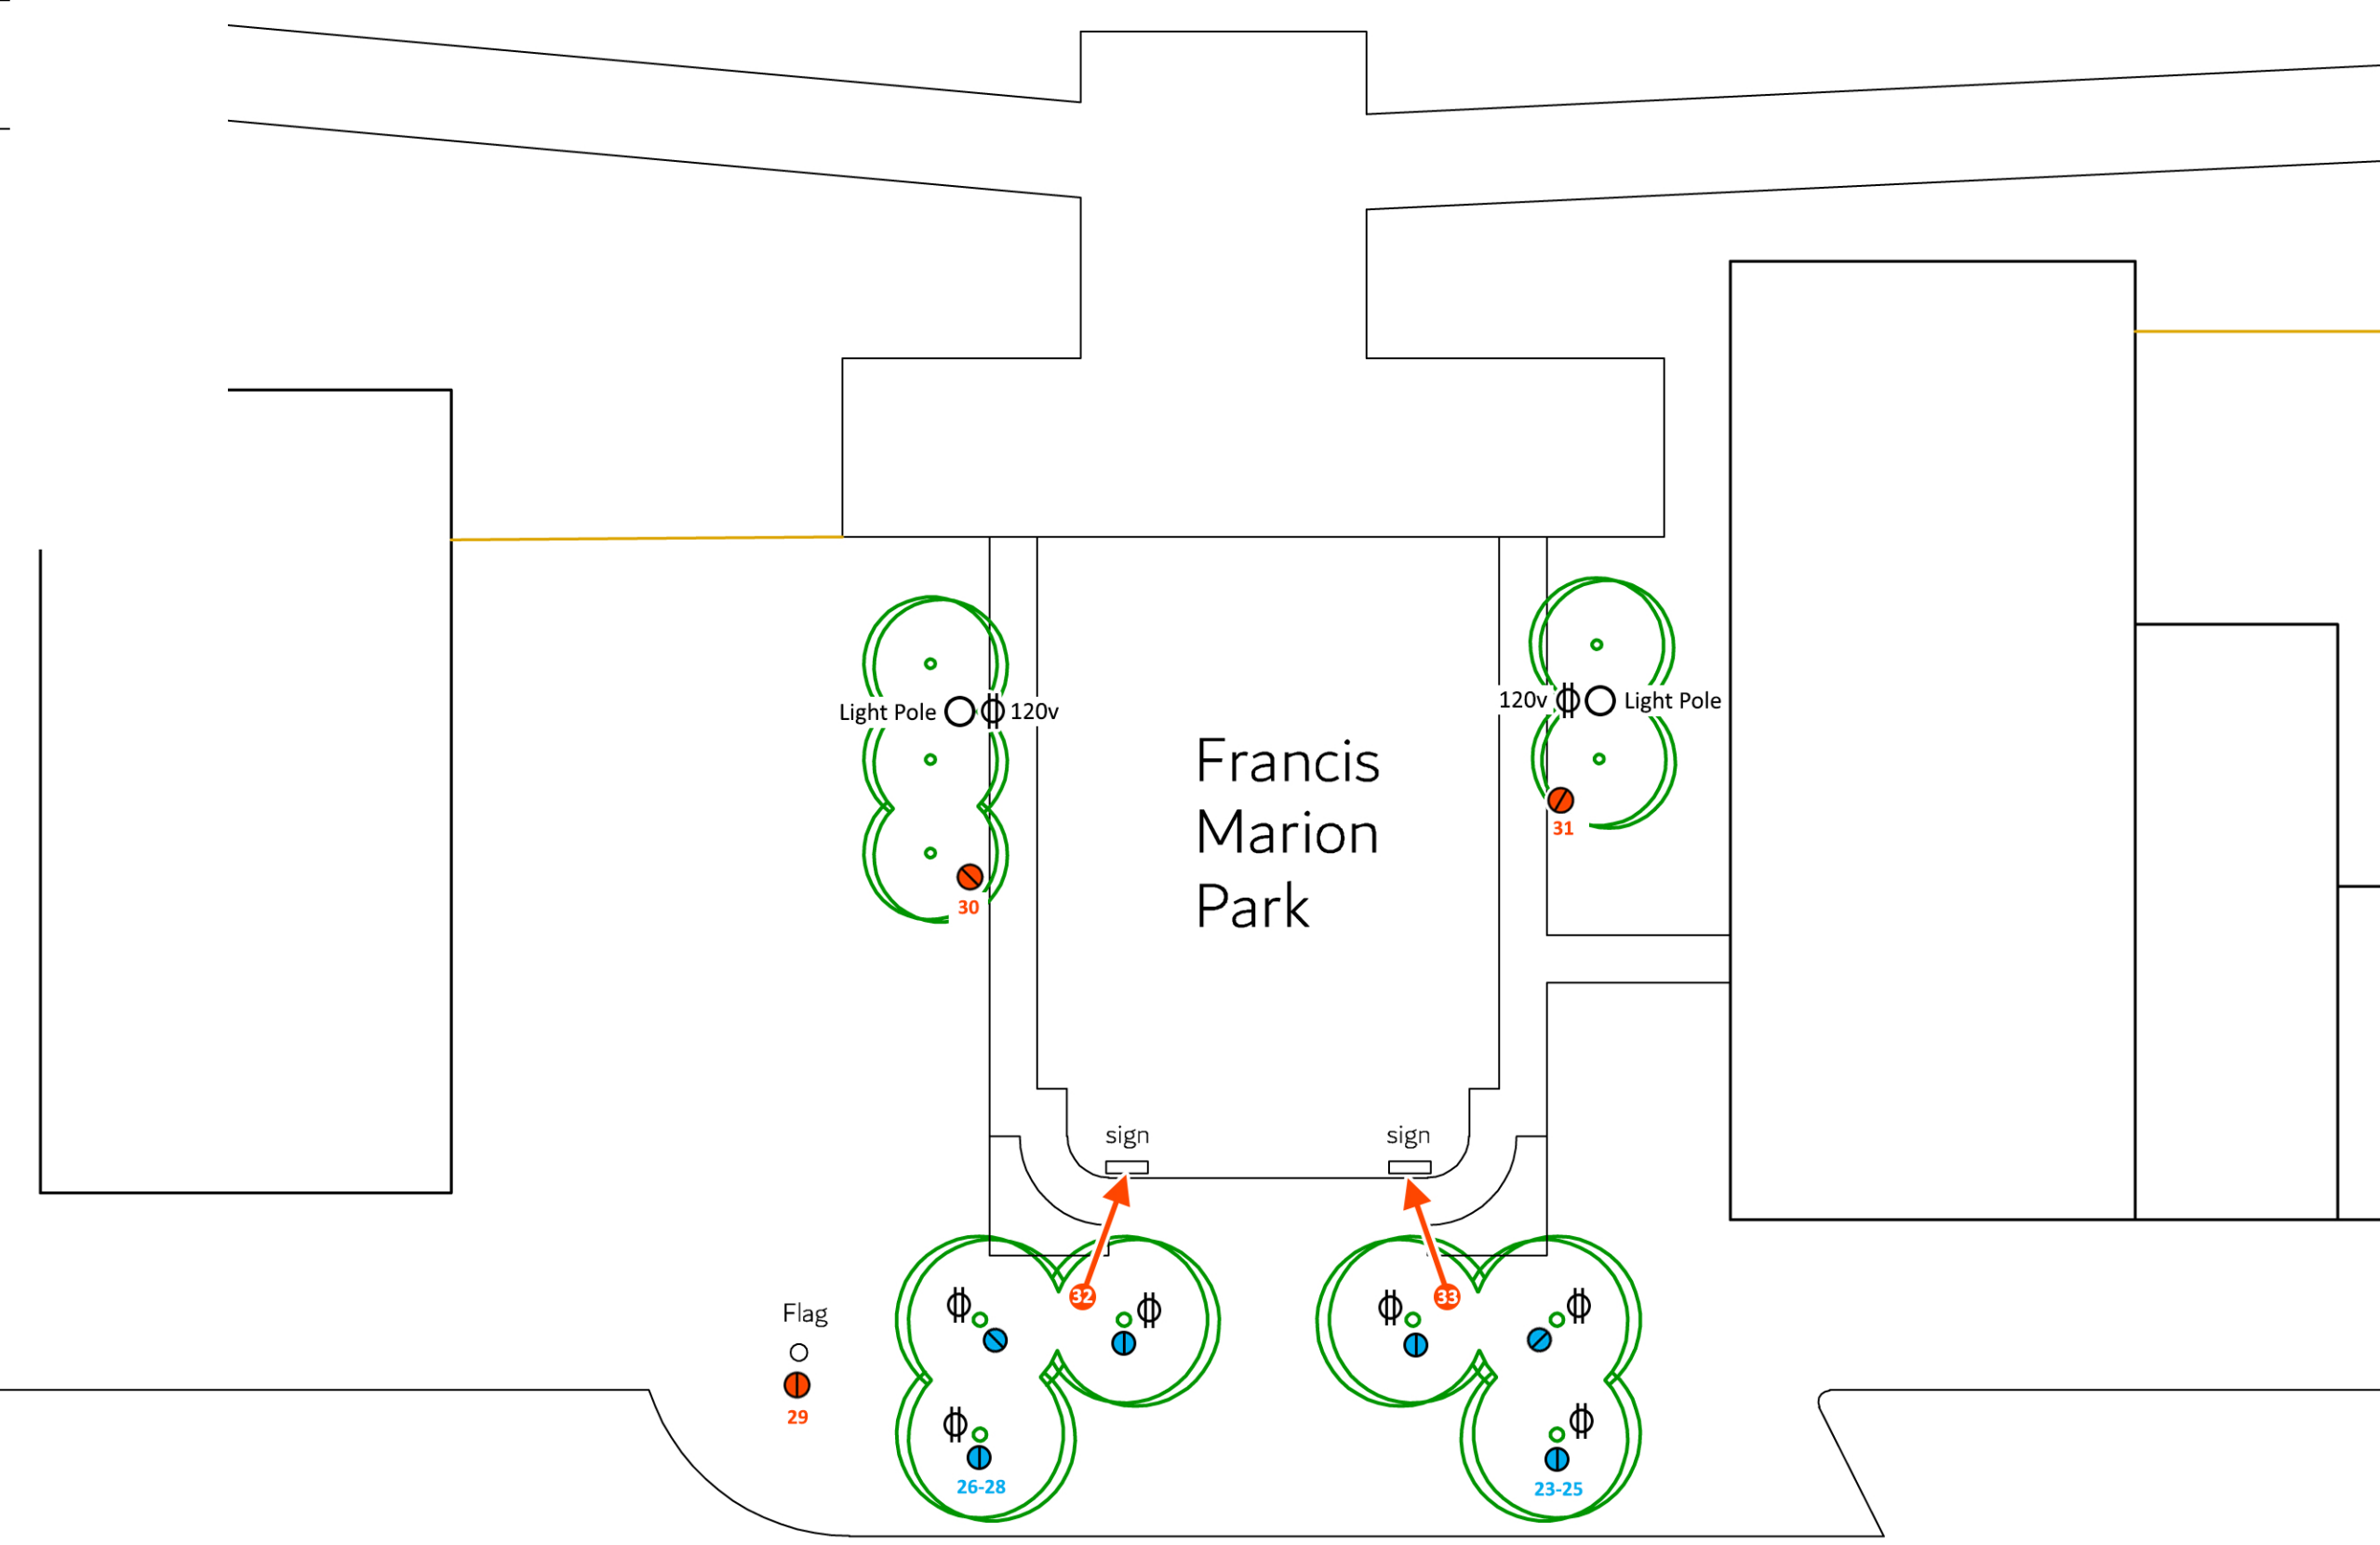 Light Pole
120v
120v
Light Pole
Francis
Marion
Park
31
30
sign
sign
32
33
Flag
29
26-28
23-25